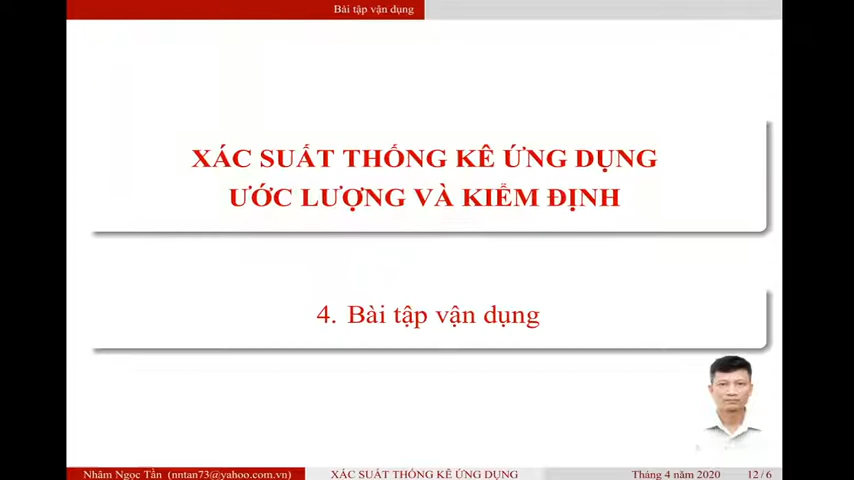 Bài tập vận dụng
XÁC SUẤT THỐNG KÊ ỨNG DỤNG
ƯỚC LƯỢNG VÀ KIỂM ĐỊNH
4. Bài tập vận dụng
Nhâm Ngọc Tần (nntan73@yahoo.com.vn)
XÁC SUẤT THỐNG KÊ ỨNG DỤNG
Tháng 4 năm 2020
12 / 6